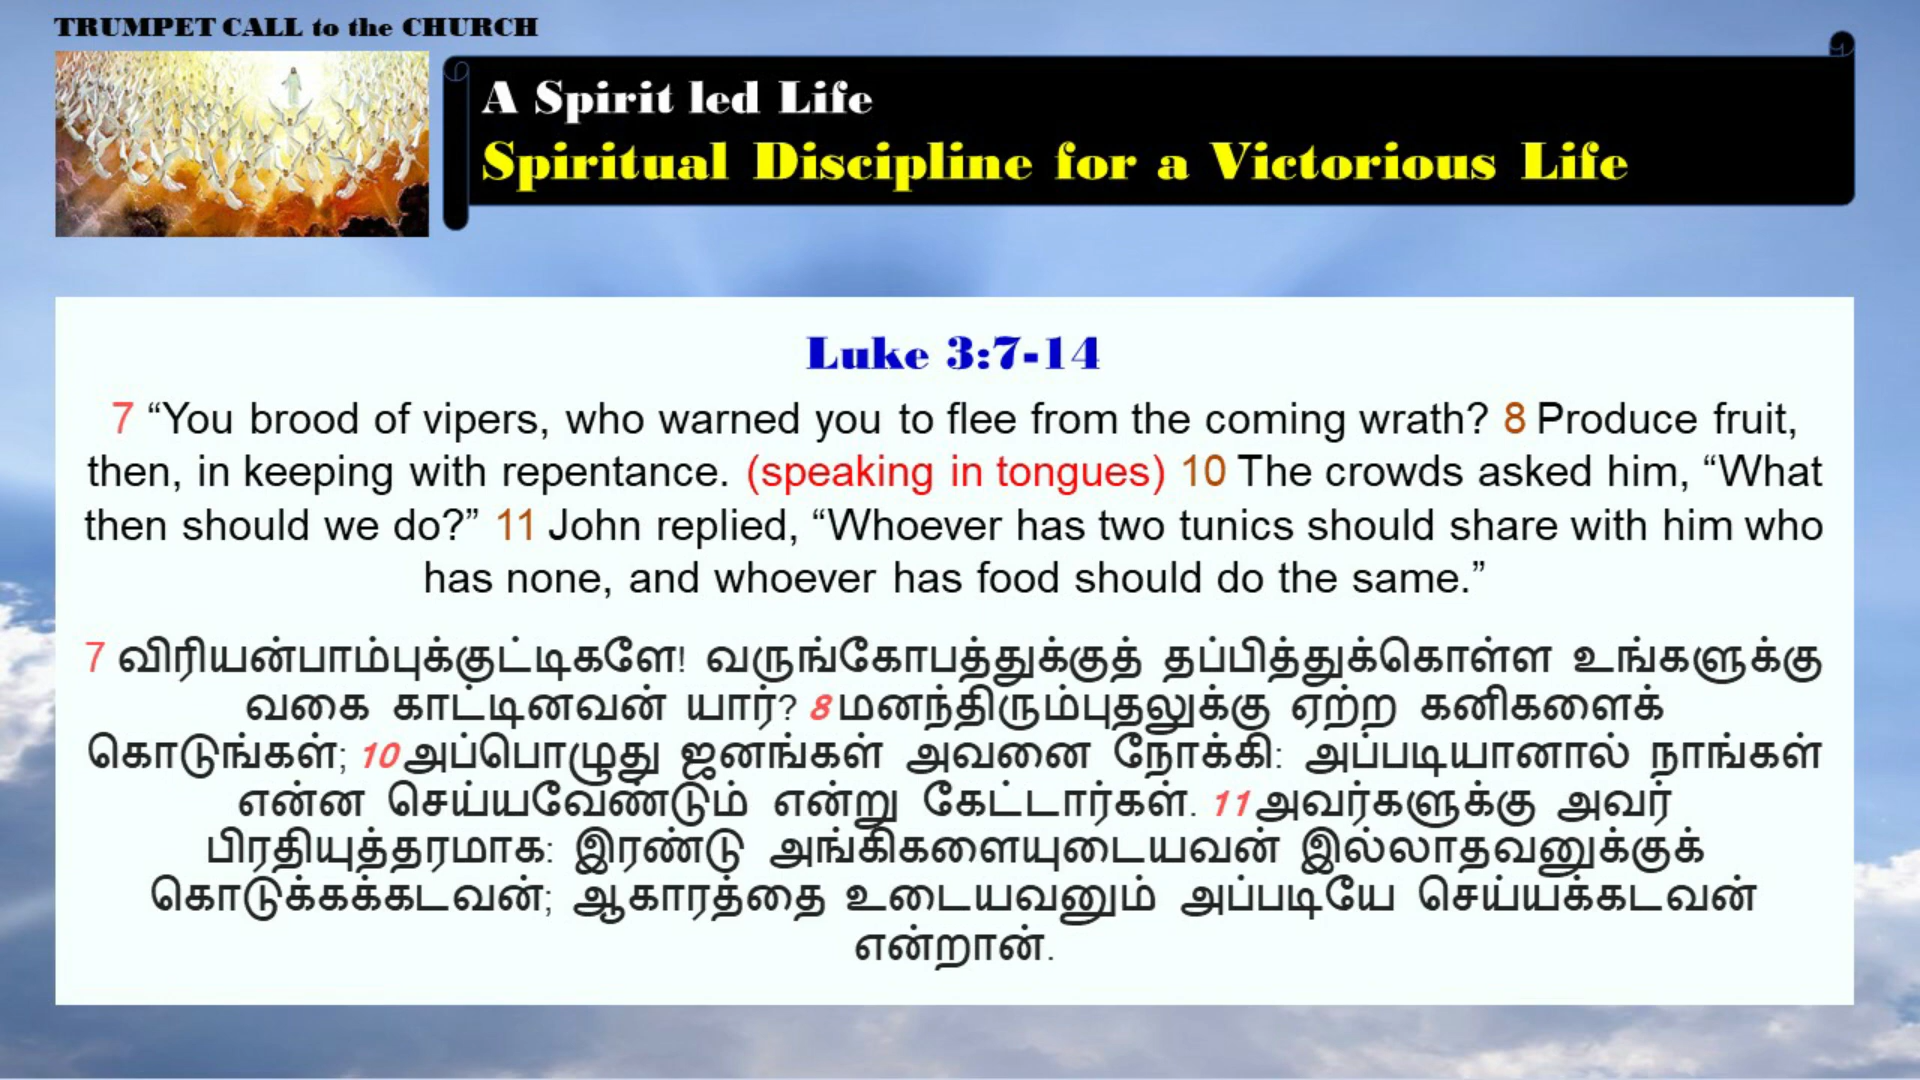 TRUMPET CALL to the CHURCH
A Spirit led Life
Spiritual Discipline for a Victorious Life
Luke 3:7-14
7 “You brood of vipers, who warned you to flee from the coming wrath? 8 Produce fruit,
then, in keeping with repentance. (speaking in tongues) 10 The crowds asked him, “What
then should we do?” 11 John replied, “Whoever has two tunics should share with him who
has none, and whoever has food should do the same.”
7 விரியன்பாம்புக்குட்டிகளே! வருங்கோபத்துக்குத் தப்பித்துக்கொள்ள உங்களுக்கு
வகை காட்டினவன் யார்? 8 மனந்திரும்புதலுக்கு ஏற்ற கனிகளைக்
கொடுங்கள்; 10 அப்பொழுது ஜனங்கள் அவனை நோக்கி: அப்படியானால் நாங்கள்
என்ன செய்யவேண்டும் என்று கேட்டார்கள். 11 அவர்களுக்கு அவர்
பிரதியுத்தரமாக: இரண்டு அங்கிகளையுடையவன் இல்லாதவனுக்குக்
கொடுக்கக்கடவன்; ஆகாரத்தை உடையவனும் அப்படியே செய்யக்கடவன்
என்றான்.